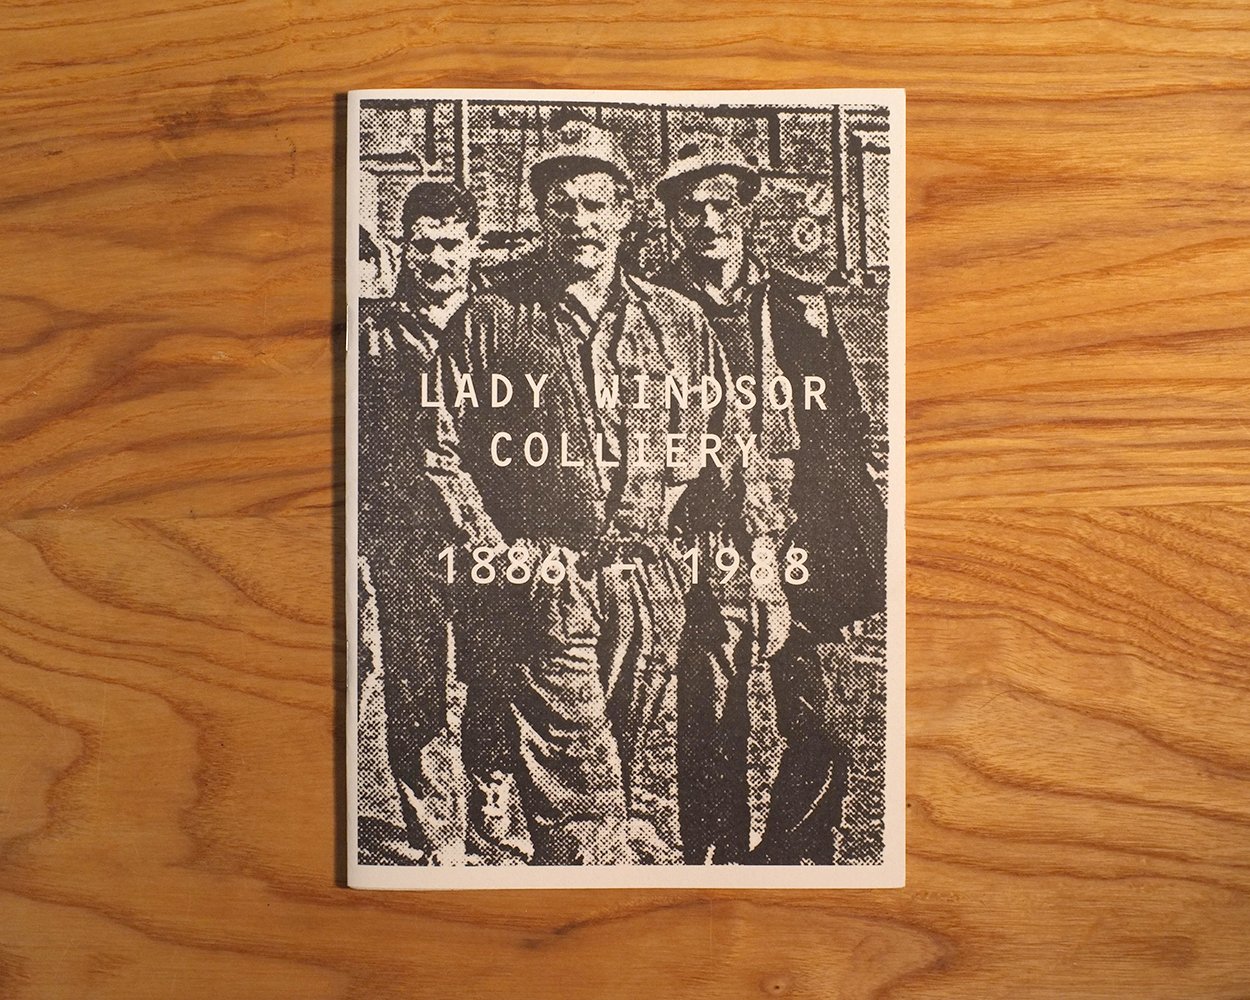 LADY WINDSOR
COLLIERY
1886 – 1988